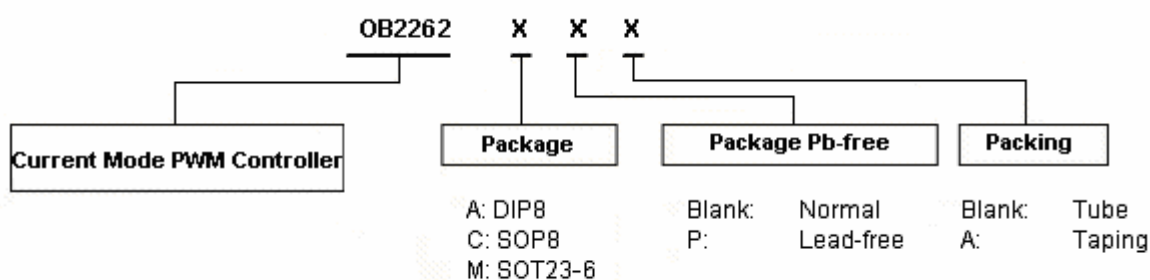 OB2262 X X X
Current Mode PWM Controller
Package
Package Pb-free
Packing
A: DIP8
C: SOP8
M: SOT23-6
Blank: Normal
P: Lead-free
Blank: Tube
A: Taping